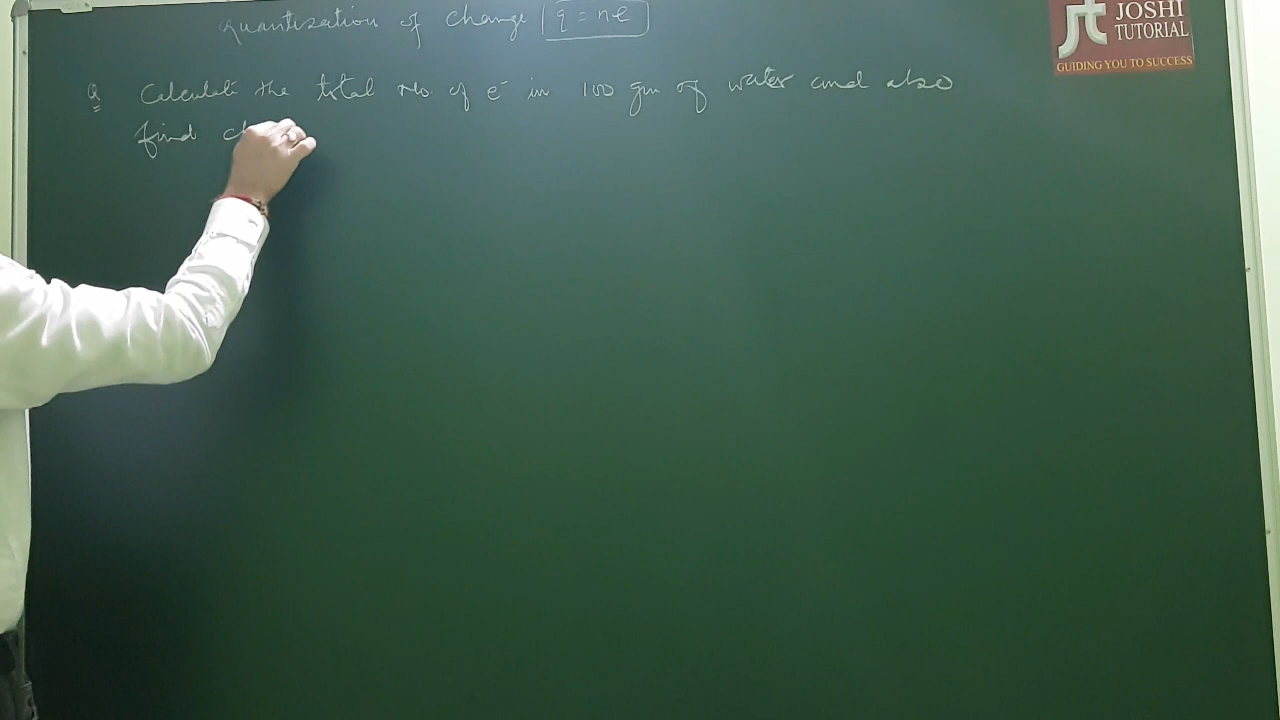 Quantization of charge q = ne
JOSHI
TUTORIAL
GUIDING YOU TO SUCCESS
Q Calculate the total no. of e⁻ in 100 gm of water and also
find